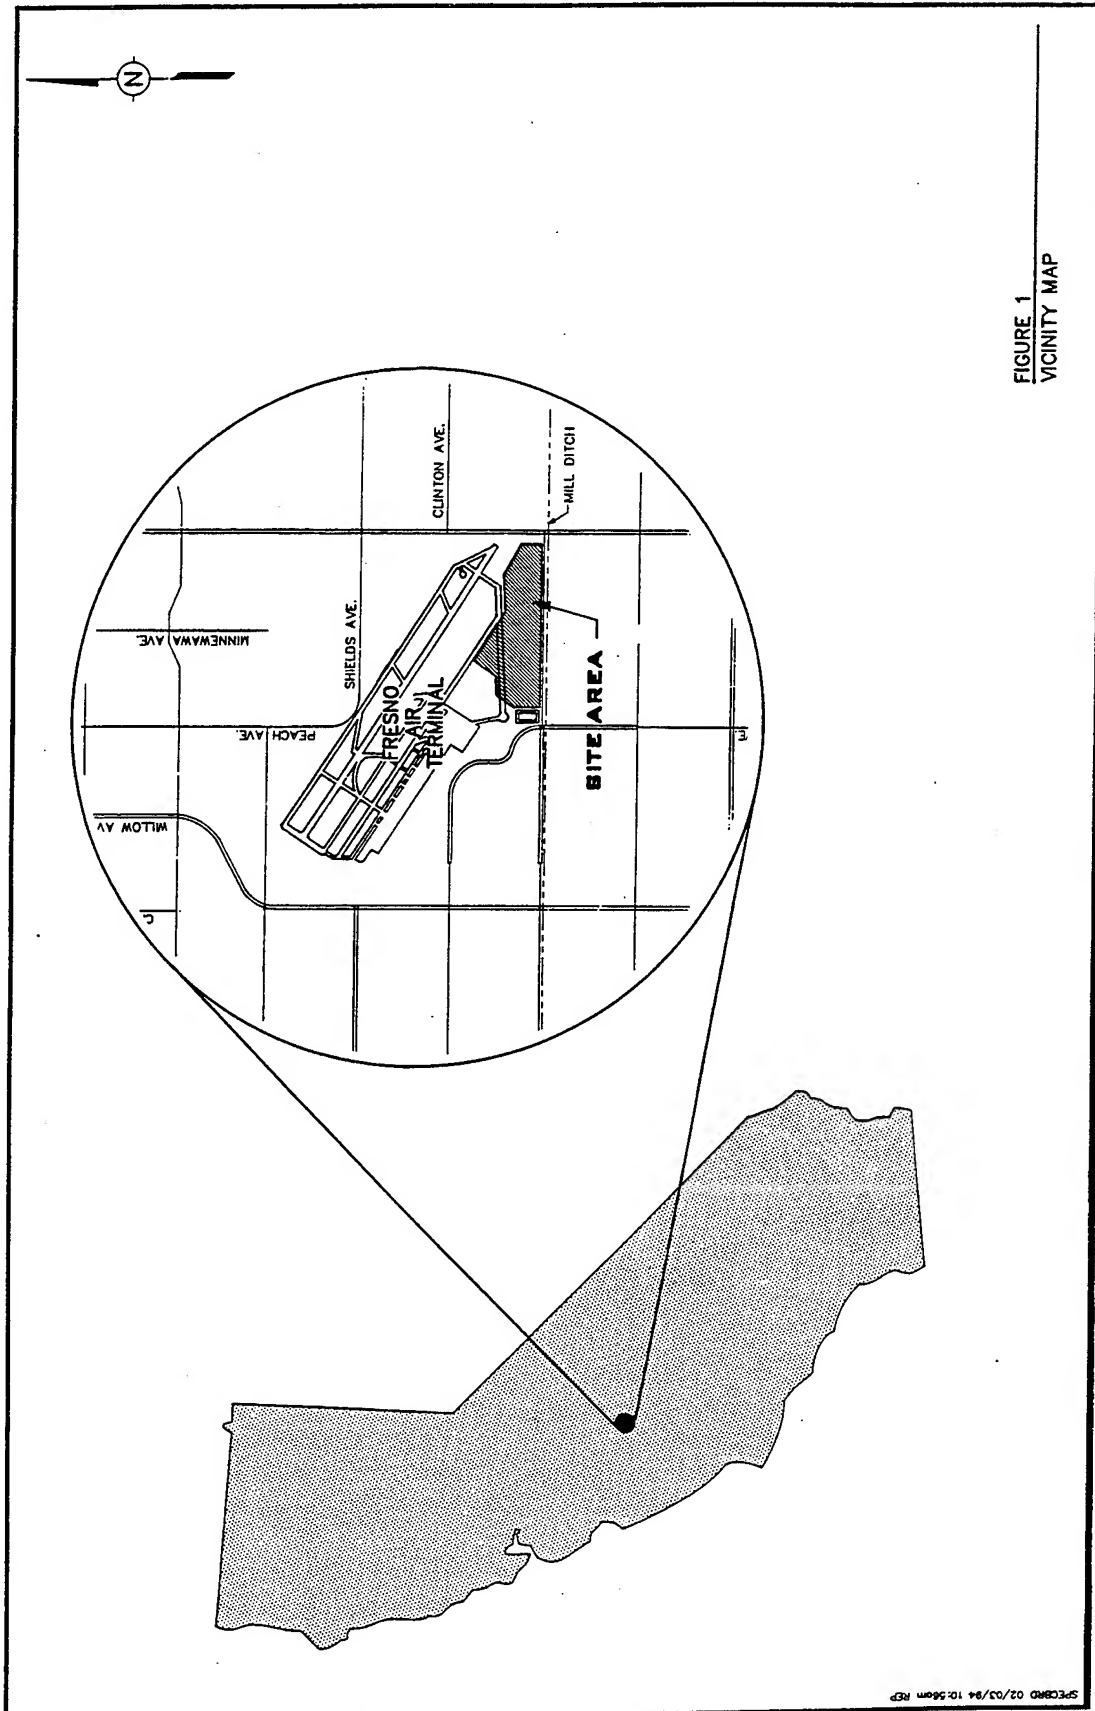 N
MINNEWAWA AVE.
PEACH AVE.
WILLOW AV
SHIELDS AVE.
CLINTON AVE.
MILL DITCH
FRESNO
AIR
TERMINAL
SITE AREA
FIGURE 1
VICINITY MAP
SPECBRD 02/03/94 10:56am REP